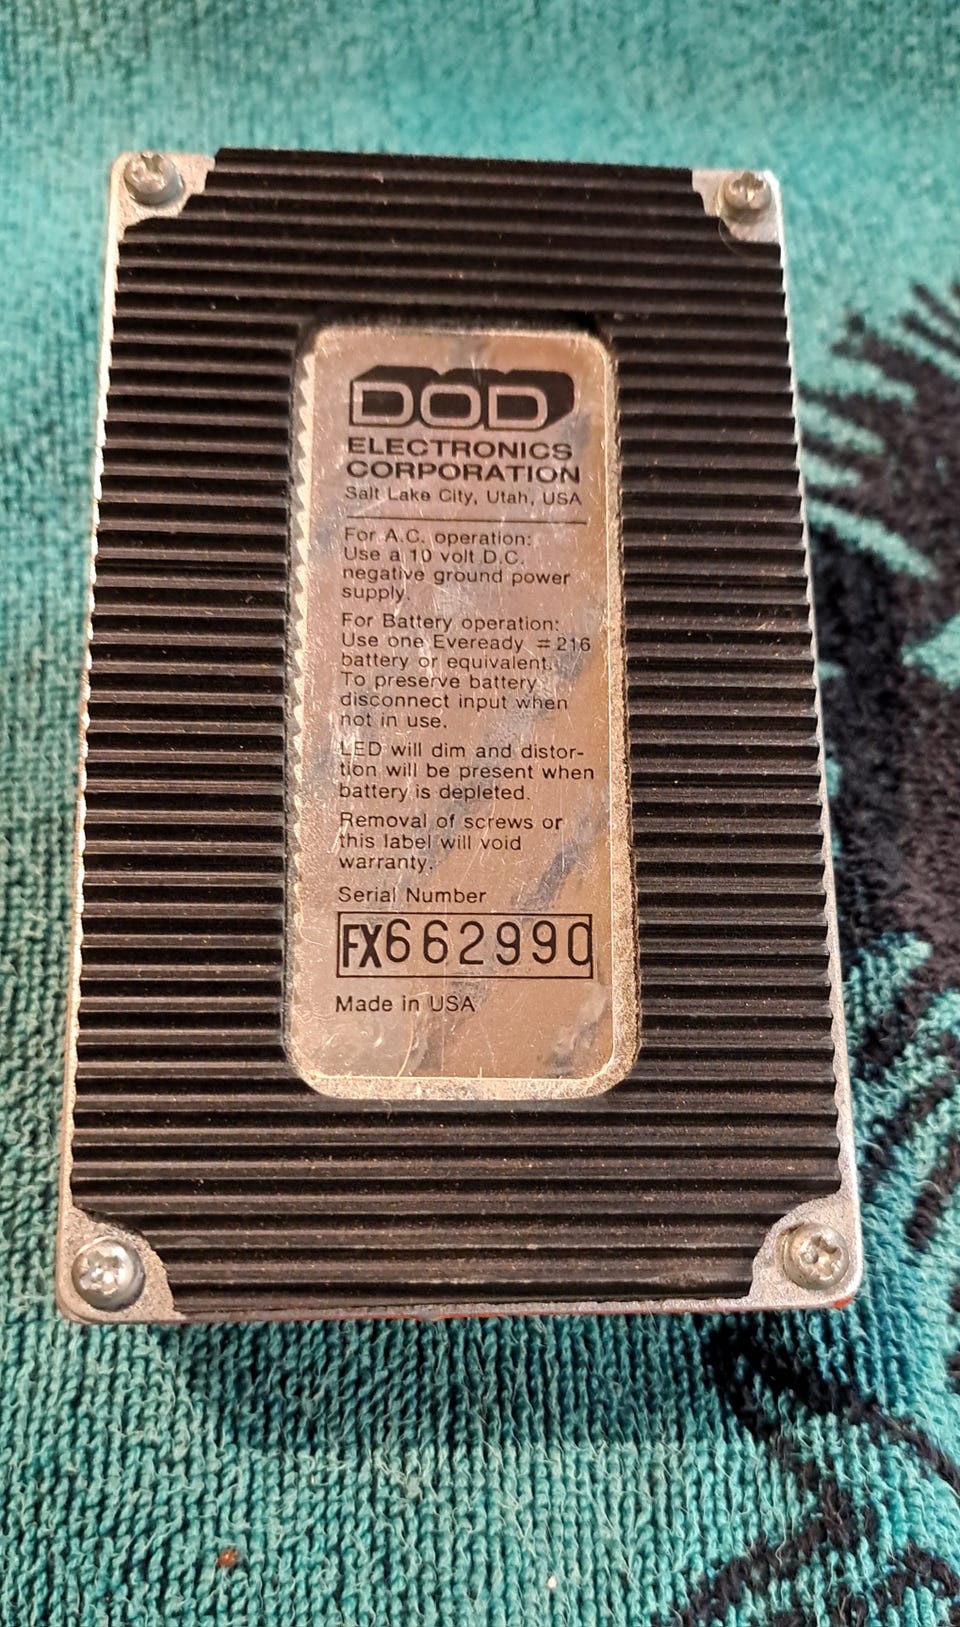 DOD
ELECTRONICS
CORPORATION
Salt Lake City, Utah, USA
For A.C. operation:
Use a 10 volt D.C.
negative ground power
supply.
For Battery operation:
Use one Eveready #216
battery or equivalent.
To preserve battery
disconnect input when
not in use.
LED will dim and distor-
tion will be present when
battery is depleted.
Removal of screws or
this label will void
warranty.
Serial Number
FX662990
Made in USA